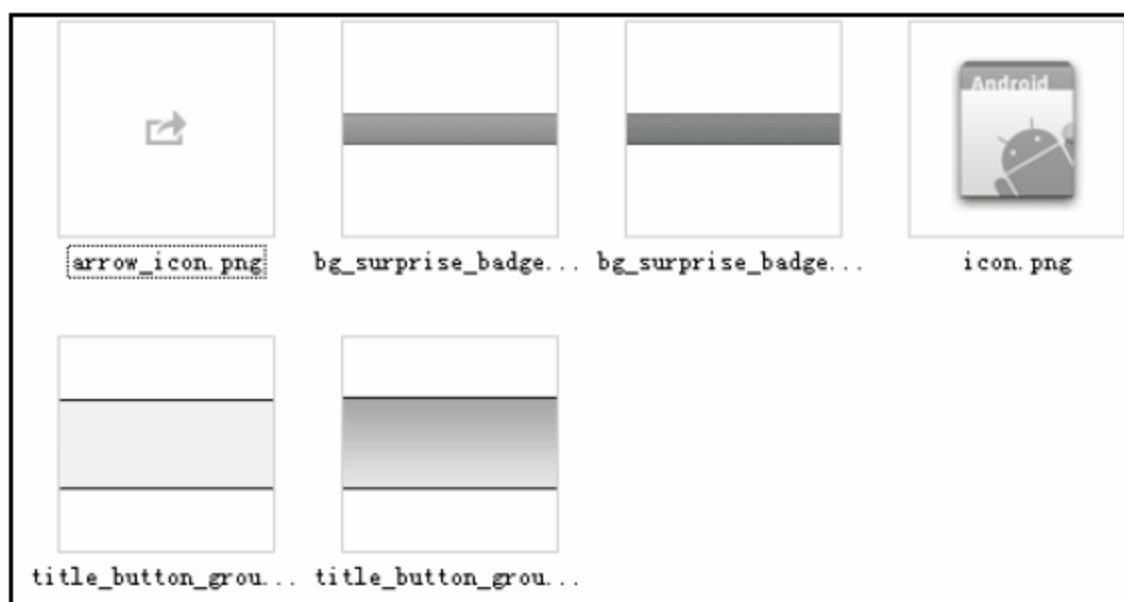 Android
arrow_icon.png
bg_surprise_badge...
bg_surprise_badge...
icon.png
title_button_grou...
title_button_grou...